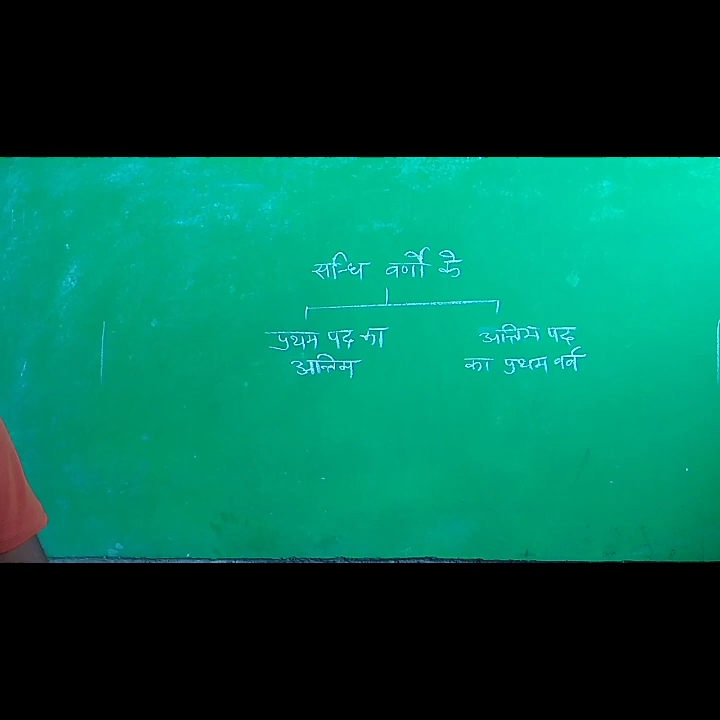 सन्धि वर्णो के
प्रथम पद का
अन्तिम
अन्तिम पद
का प्रथम वर्व